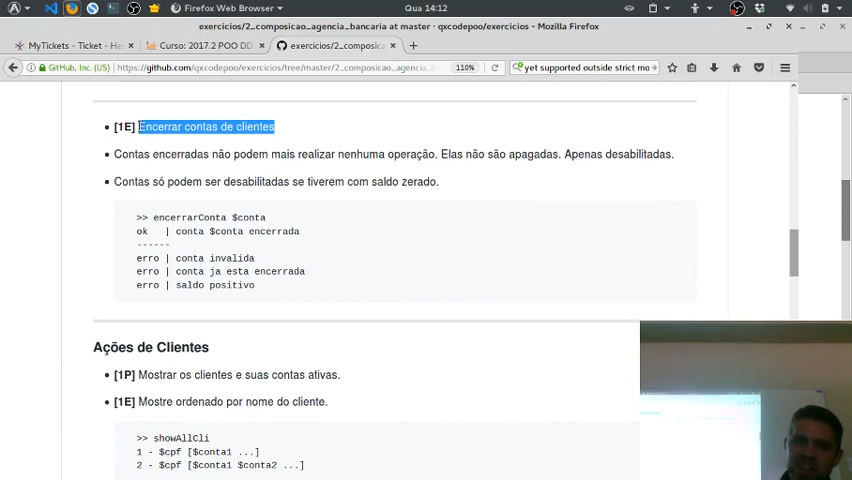 Firefox Web Browser
Qua 14:12
exercicios/2_composicao_agencia_bancaria at master · qxcodepoo/exercicios - Mozilla Firefox
MyTickets - Ticket - He
Curso: 2017.2 POO DD
exercicios/2_composica
GitHub, Inc. (US)
https://github.com/qxcodepoo/exercicios/tree/master/2_composicao_agencia_
110%
yet supported outside strict mo
[1E] Encerrar contas de clientes
Contas encerradas não podem mais realizar nenhuma operação. Elas não são apagadas. Apenas desabilitadas.
Contas só podem ser desabilitadas se tiverem com saldo zerado.
>> encerrarConta $conta
ok | conta $conta encerrada
------
erro | conta invalida
erro | conta ja esta encerrada
erro | saldo positivo
Ações de Clientes
[1P] Mostrar os clientes e suas contas ativas.
[1E] Mostre ordenado por nome do cliente.
>> showAllCli
1 - $cpf [$conta1 ...]
2 - $cpf [$conta1 $conta2 ...]